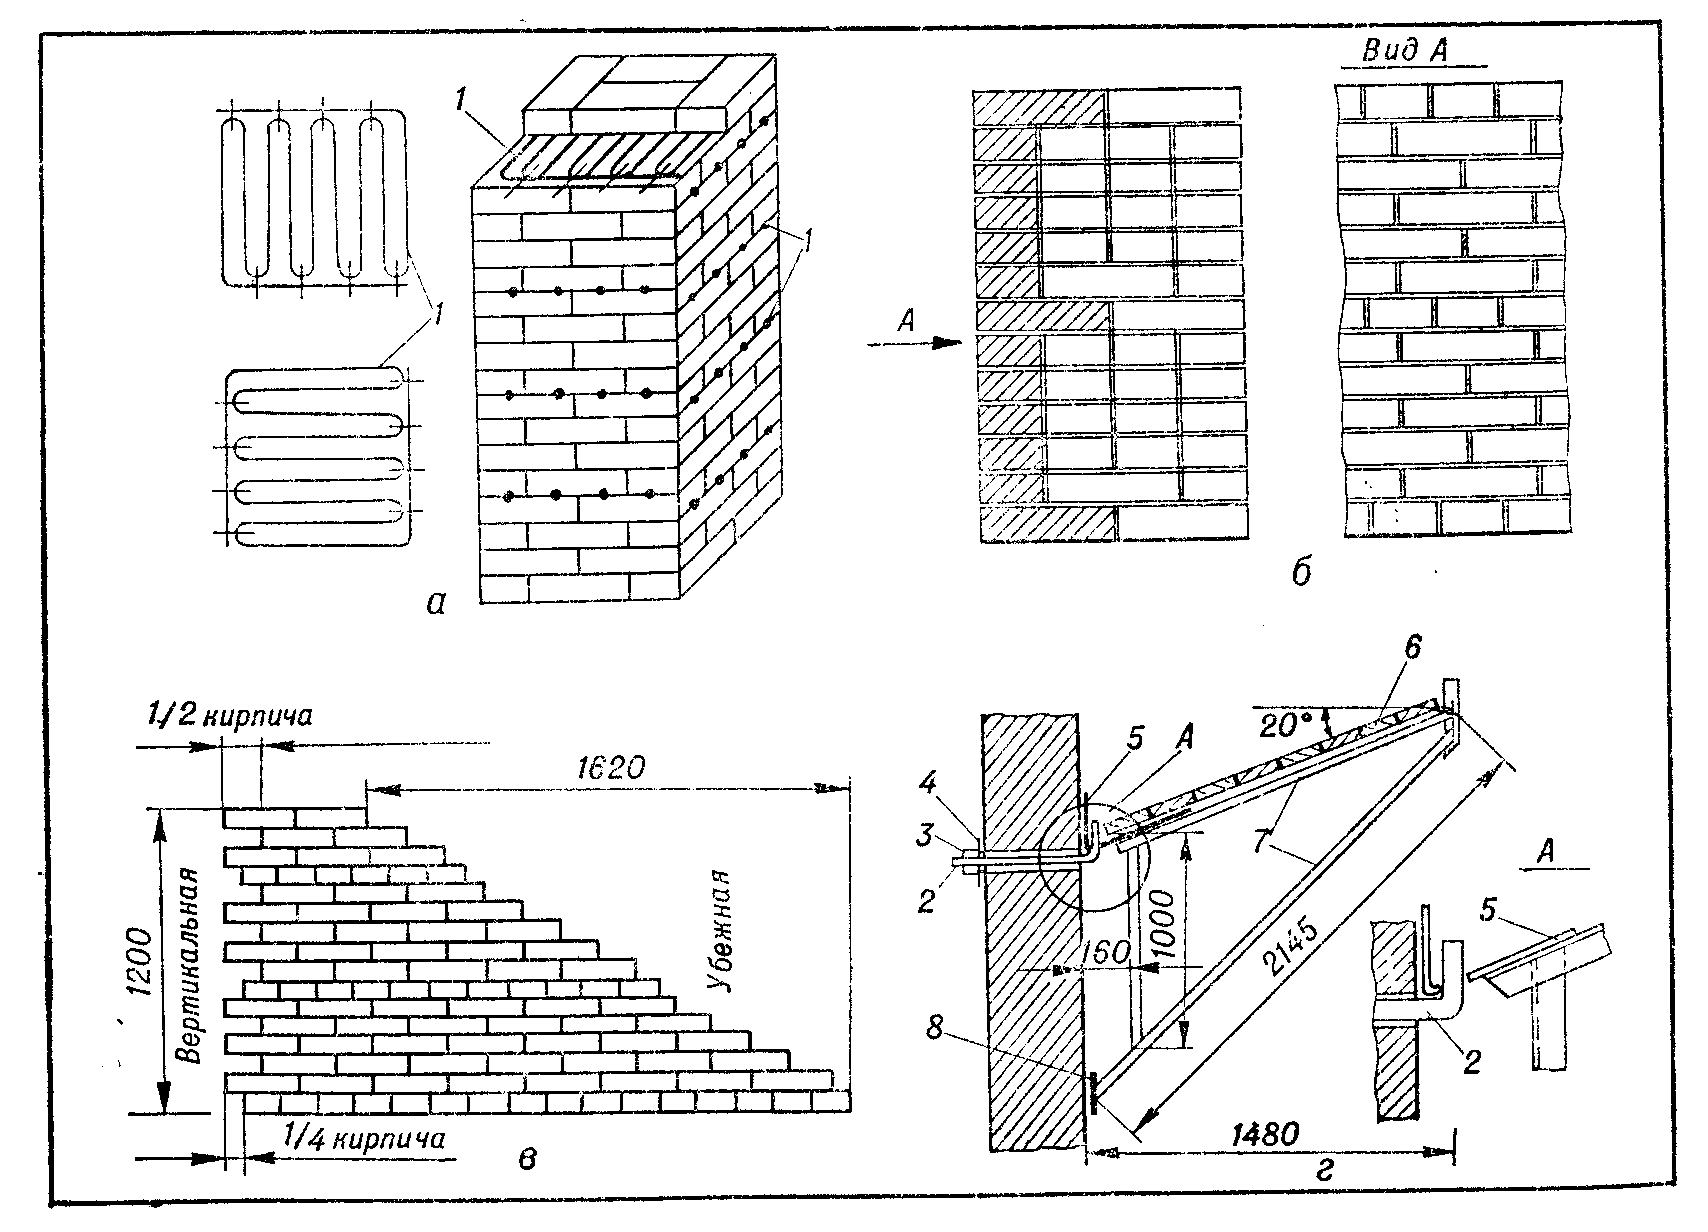 Вид А
1
1
1
А
а
б
1/2 кирпича
1620
1200
Вертикальная
Убежная
1/4 кирпича
в
6
20°
5
А
4
3
2
7
А
5
1000
160
2145
8
2
1480
г